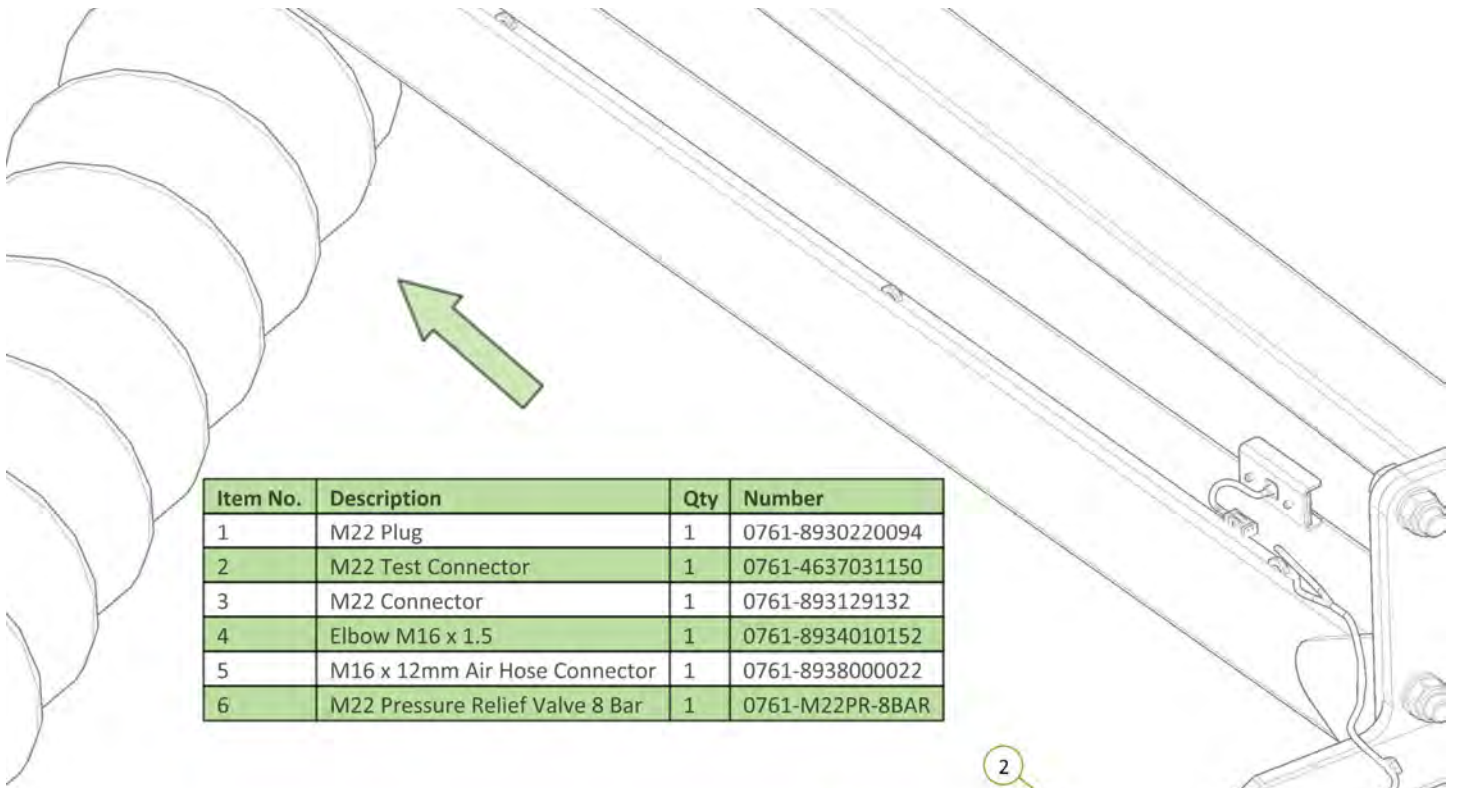 Item No. Description Qty Number
1 M22 Plug 1 0761-8930220094
2 M22 Test Connector 1 0761-4637031150
3 M22 Connector 1 0761-893129132
4 Elbow M16 x 1.5 1 0761-8934010152
5 M16 x 12mm Air Hose Connector 1 0761-8938000022
6 M22 Pressure Relief Valve 8 Bar 1 0761-M22PR-8BAR
2